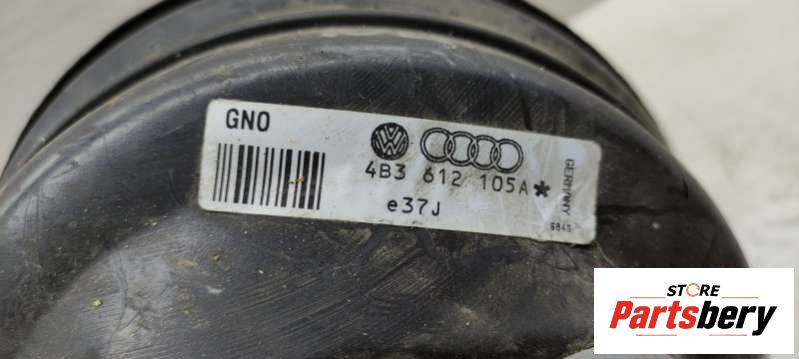 GNO
4B3 612 105A*
e37J
GERMANY
STORE
Partsbery